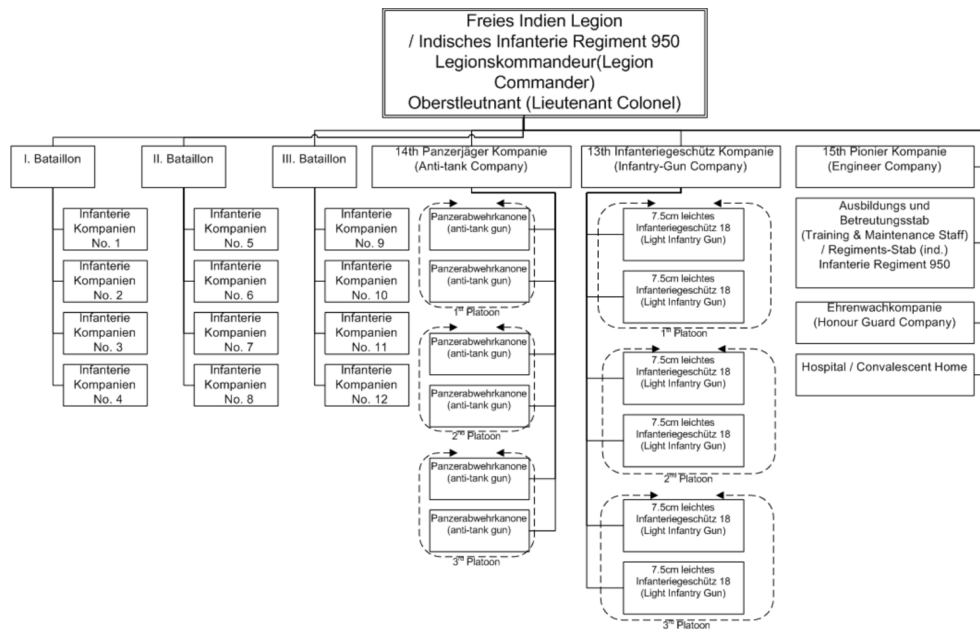 Freies Indien Legion
/ Indisches Infanterie Regiment 950
Legionskommandeur(Legion
Commander)
Oberstleutnant (Lieutenant Colonel)
I. Bataillon
Infanterie
Kompanien
No. 1
Infanterie
Kompanien
No. 2
Infanterie
Kompanien
No. 3
Infanterie
Kompanien
No. 4
II. Bataillon
Infanterie
Kompanien
No. 5
Infanterie
Kompanien
No. 6
Infanterie
Kompanien
No. 7
Infanterie
Kompanien
No. 8
III. Bataillon
Infanterie
Kompanien
No. 9
Infanterie
Kompanien
No. 10
Infanterie
Kompanien
No. 11
Infanterie
Kompanien
No. 12
14th Panzerjäger Kompanie
(Anti-tank Company)
Panzerabwehrkanone
(anti-tank gun)
Panzerabwehrkanone
(anti-tank gun)
1st Platoon
Panzerabwehrkanone
(anti-tank gun)
Panzerabwehrkanone
(anti-tank gun)
2nd Platoon
Panzerabwehrkanone
(anti-tank gun)
Panzerabwehrkanone
(anti-tank gun)
3rd Platoon
13th Infanteriegeschütz Kompanie
(Infantry-Gun Company)
7.5cm leichtes
Infanteriegeschütz 18
(Light Infantry Gun)
7.5cm leichtes
Infanteriegeschütz 18
(Light Infantry Gun)
1st Platoon
7.5cm leichtes
Infanteriegeschütz 18
(Light Infantry Gun)
7.5cm leichtes
Infanteriegeschütz 18
(Light Infantry Gun)
2nd Platoon
7.5cm leichtes
Infanteriegeschütz 18
(Light Infantry Gun)
7.5cm leichtes
Infanteriegeschütz 18
(Light Infantry Gun)
3rd Platoon
15th Pionier Kompanie
(Engineer Company)
Ausbildungs und
Betreutungsstab
(Training & Maintenance Staff)
/ Regiments-Stab (ind.)
Infanterie Regiment 950
Ehrenwachkompanie
(Honour Guard Company)
Hospital / Convalescent Home